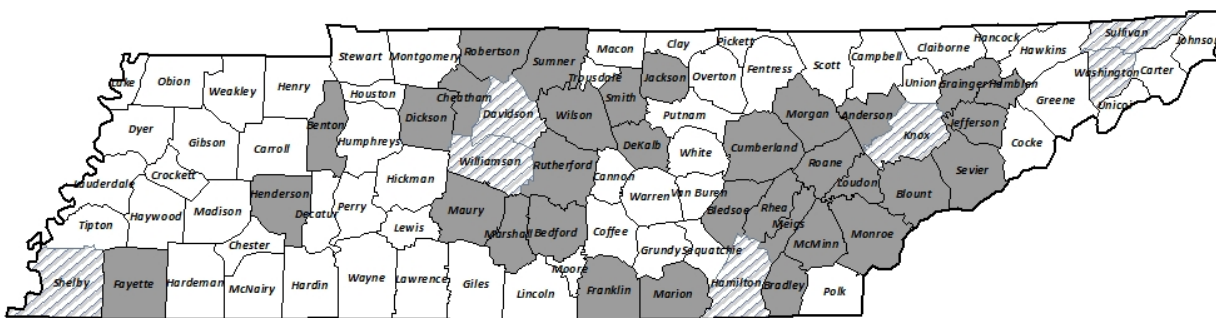 Stewart
Montgomery
Robertson
Sumner
Macon
Clay
Pickett
Scott
Campbell
Claiborne
Hancock
Hawkins
Sullivan
Johnson
Lake
Obion
Weakley
Henry
Houston
Cheatham
Davidson
Trousdale
Smith
Jackson
Overton
Fentress
Union
Grainger
Hamblen
Washington
Carter
Unicoi
Greene
Dyer
Gibson
Carroll
Benton
Humphreys
Dickson
Wilson
Putnam
Morgan
Anderson
Knox
Jefferson
Cocke
Crockett
Williamson
Rutherford
DeKalb
White
Cumberland
Roane
Loudon
Blount
Sevier
Lauderdale
Haywood
Madison
Henderson
Decatur
Perry
Hickman
Maury
Cannon
Warren
Van Buren
Bledsoe
Rhea
Meigs
McMinn
Monroe
Tipton
Chester
Lewis
Marshall
Bedford
Coffee
Grundy
Sequatchie
Shelby
Fayette
Hardeman
McNairy
Hardin
Wayne
Lawrence
Giles
Lincoln
Moore
Franklin
Marion
Hamilton
Bradley
Polk